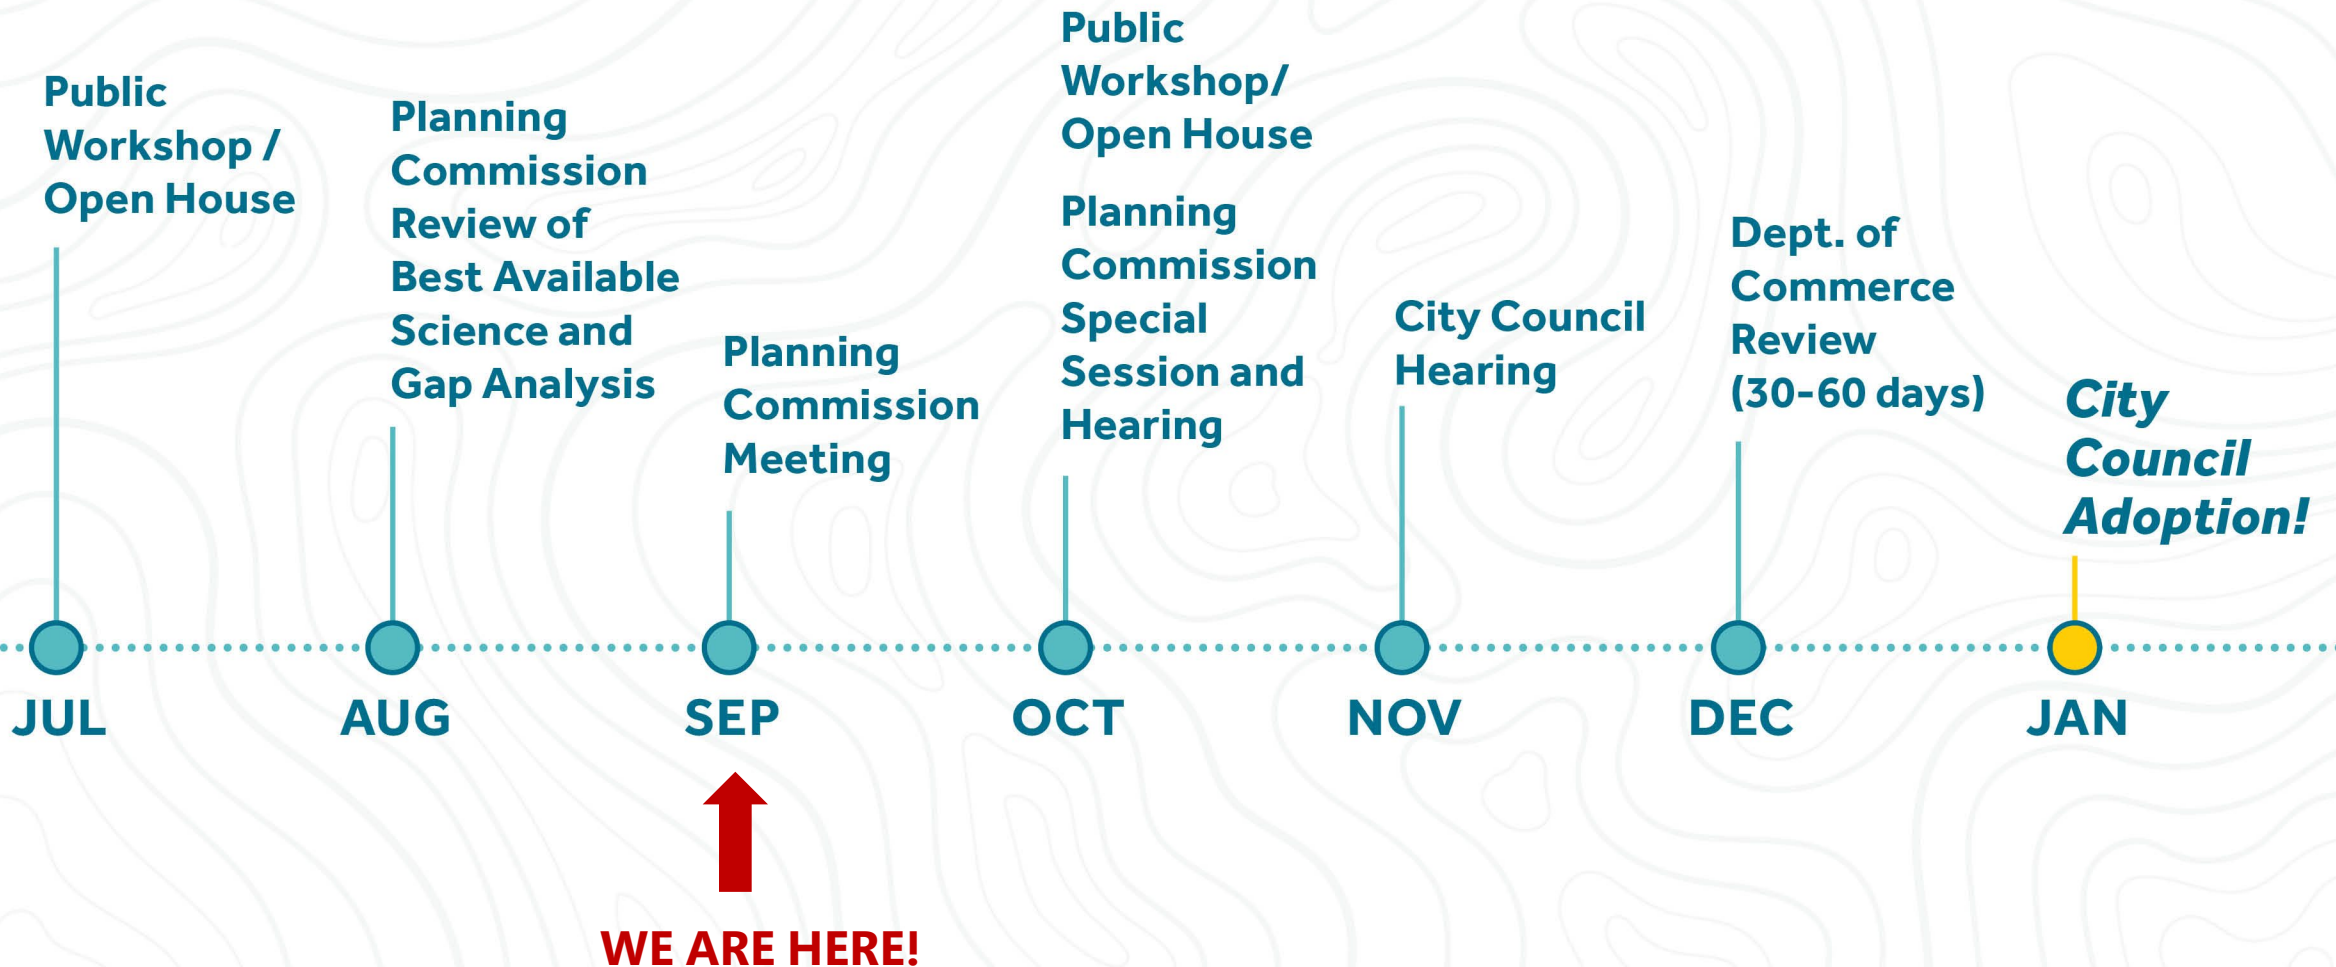 Public
Workshop /
Open House
Planning
Commission
Review of
Best Available
Science and
Gap Analysis
Planning
Commission
Meeting
Public
Workshop/
Open House
Planning
Commission
Special
Session and
Hearing
City Council
Hearing
Dept. of
Commerce
Review
(30-60 days)
City
Council
Adoption!
JUL
AUG
SEP
OCT
NOV
DEC
JAN
WE ARE HERE!